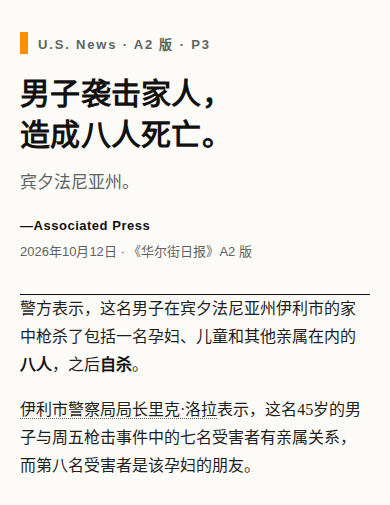 U.S. News · A2 版 · P3
男子袭击家人，
造成八人死亡。
宾夕法尼亚州。
—Associated Press
2026年10月12日 · 《华尔街日报》A2 版
警方表示，这名男子在宾夕法尼亚州伊利市的家
中枪杀了包括一名孕妇、儿童和其他亲属在内的
八人，之后自杀。
伊利市警察局局长里克·洛拉表示，这名45岁的男
子与周五枪击事件中的七名受害者有亲属关系，
而第八名受害者是该孕妇的朋友。